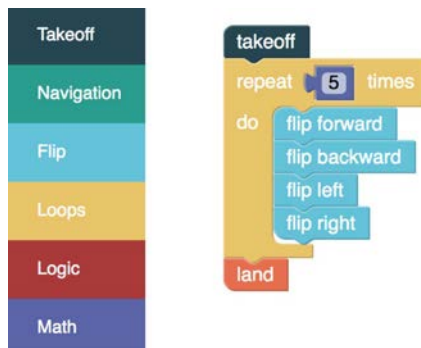 Takeoff
Navigation
Flip
Loops
Logic
Math
takeoff
repeat 5 times
do flip forward
flip backward
flip left
flip right
land